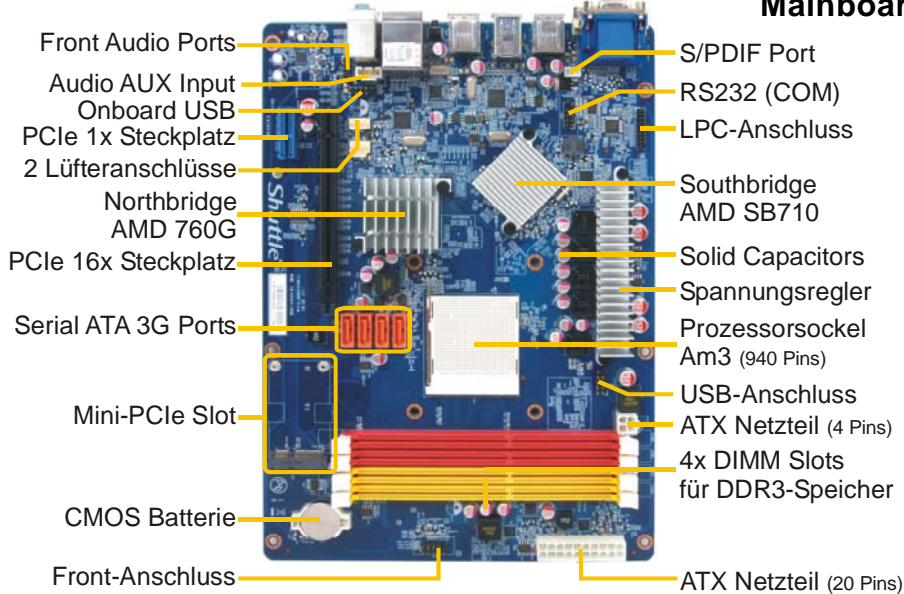 Mainboar
Front Audio Ports
Audio AUX Input
Onboard USB
PCIe 1x Steckplatz
2 Lüfteranschlüsse
Northbridge
AMD 760G
PCIe 16x Steckplatz
Serial ATA 3G Ports
Mini-PCIe Slot
CMOS Batterie
Front-Anschluss
Shuttle
S/PDIF Port
RS232 (COM)
LPC-Anschluss
Southbridge
AMD SB710
Solid Capacitors
Spannungsregler
Prozessorsockel
Am3 (940 Pins)
USB-Anschluss
ATX Netzteil (4 Pins)
4x DIMM Slots
für DDR3-Speicher
ATX Netzteil (20 Pins)